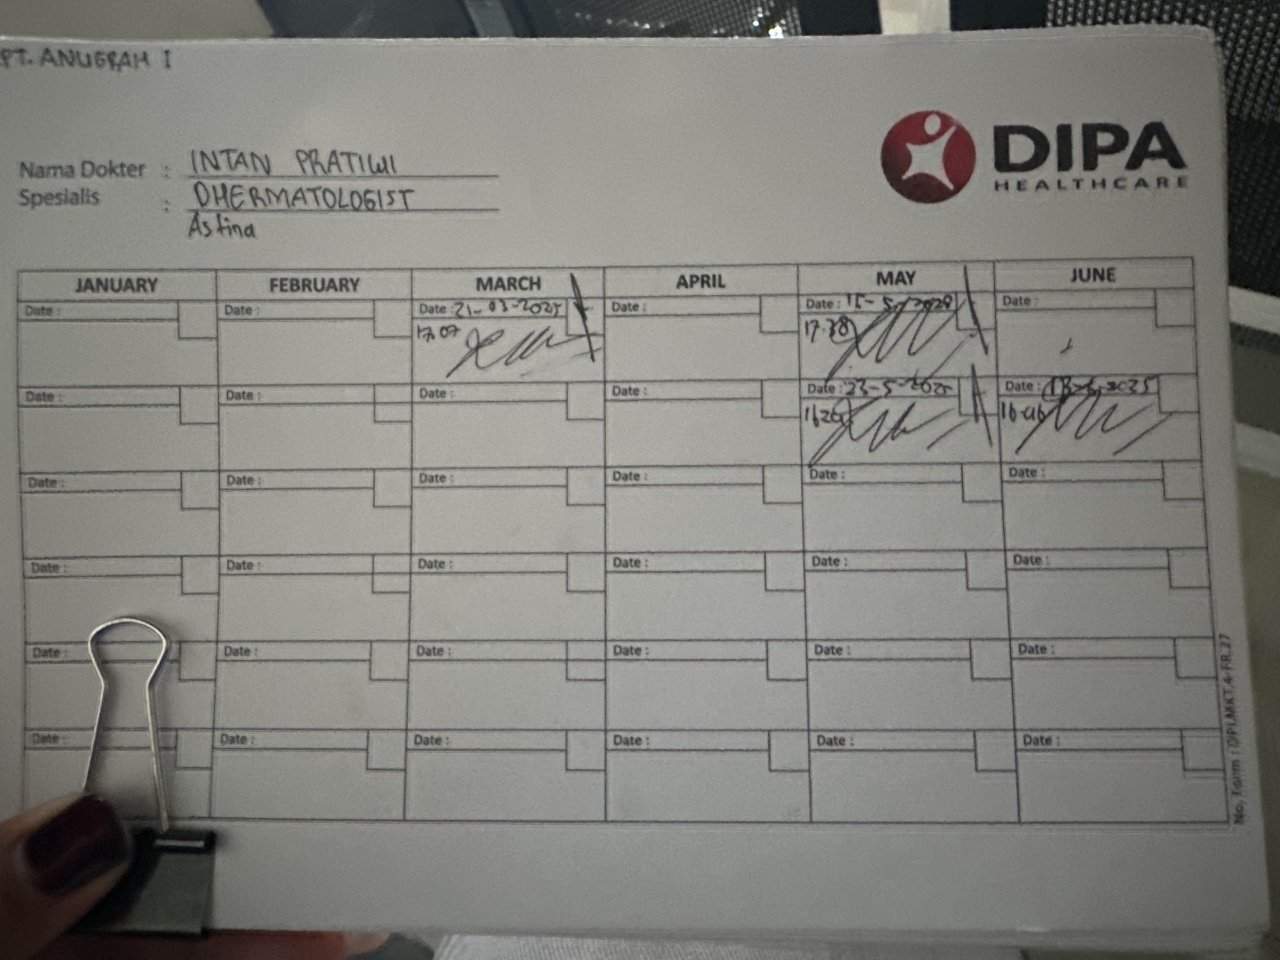 PT. ANUGRAH I
DIPA
HEALTHCARE
Nama Dokter : INTAN PRATIWI
Spesialis : DHERMATOLOGIST
Astina
JANUARY FEBRUARY MARCH APRIL MAY JUNE
Date : Date : Date : 21-03-2025 Date : Date : 15-5-2025 Date :
17.07 17.38
Date : Date : Date : Date : Date : 23-5-2025 Date : 13-6-2025
Date : Date : Date : Date : Date : Date :
Date : Date : Date : Date : Date : Date :
Date : Date : Date : Date : Date : Date :
Date : Date : Date : Date : Date : Date :
No. Form : DPI.MKT.4-FR.27